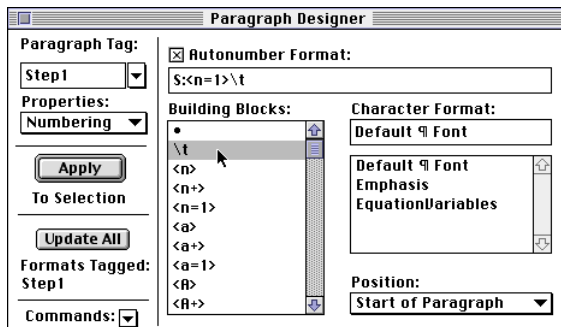 Paragraph Designer
Paragraph Tag:
Step1
Properties:
Numbering
Apply
To Selection
Update All
Formats Tagged:
Step1
Commands:
Autonumber Format:
S:<n=1>\t
Building Blocks:
•
\t
<n>
<n+>
<n=1>
<a>
<a+>
<a=1>
<A>
<A+>
Character Format:
Default ¶ Font
Default ¶ Font
Emphasis
EquationVariables
Position:
Start of Paragraph